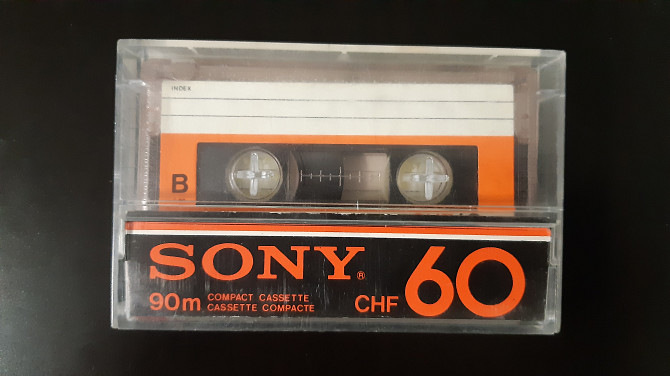 INDEX
B
SONY®
90m COMPACT CASSETTE
CASSETTE COMPACTE
CHF 60